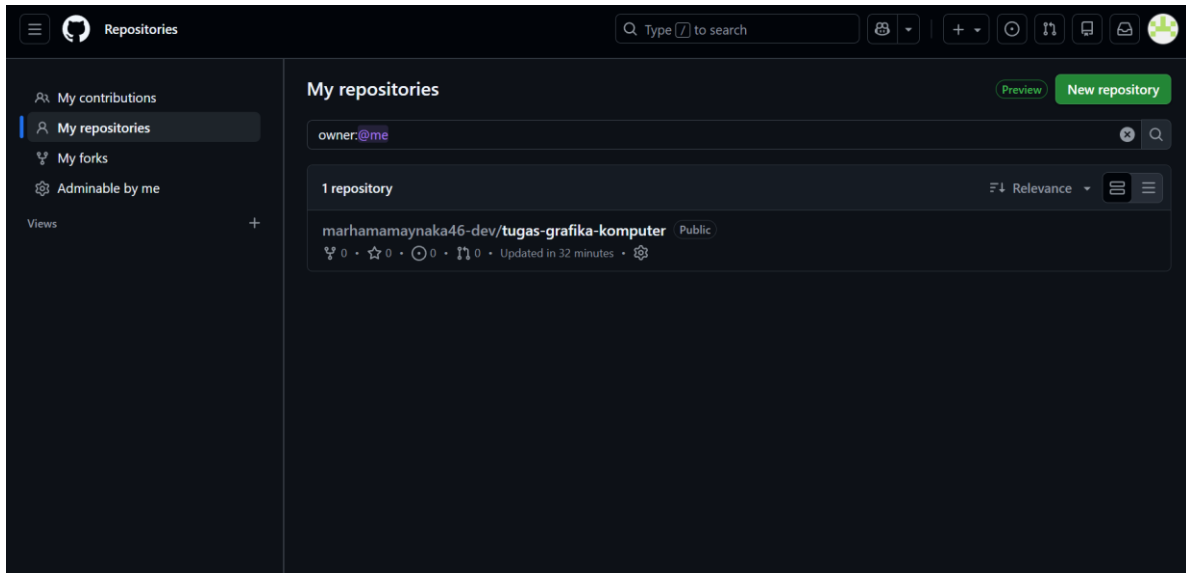 Repositories
Type / to search
My contributions
My repositories
My forks
Adminable by me
Views
My repositories
Preview
New repository
owner:@me
1 repository
Relevance
marhamamaynaka46-dev/tugas-grafika-komputer Public
0 • 0 • 0 • 0 • Updated in 32 minutes •